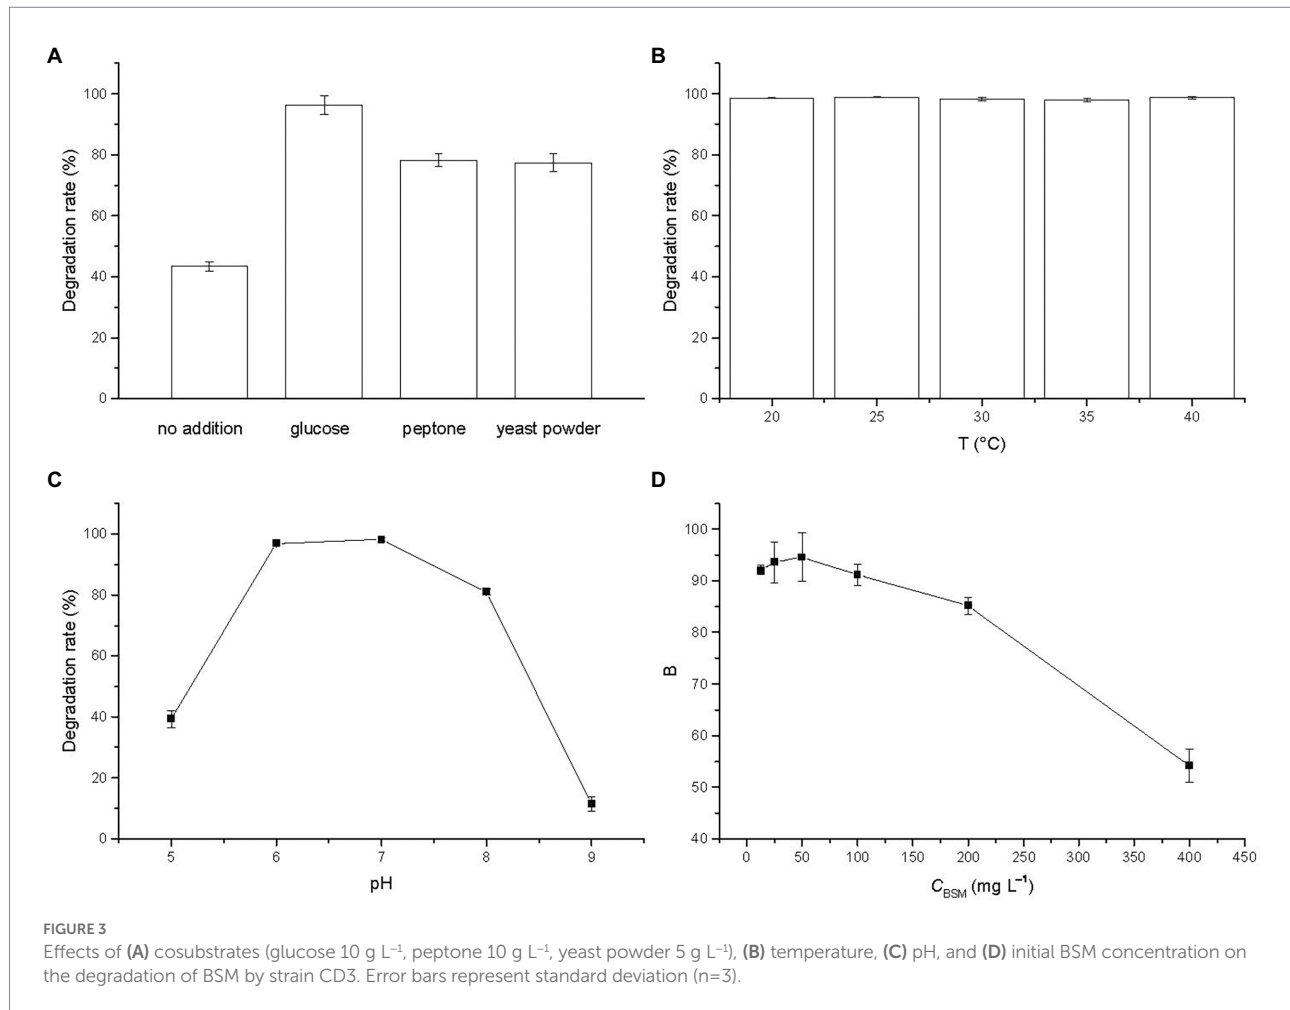 A
Degradation rate (%)
100
80
60
40
20
0
no addition glucose peptone yeast powder
B
Degradation rate (%)
100
80
60
40
20
0
20 25 30 35 40
T (°C)
C
Degradation rate (%)
100
80
60
40
20
0
5 6 7 8 9
pH
D
B
100
90
80
70
60
50
40
0 50 100 150 200 250 300 350 400 450
C_BSM (mg L⁻¹)
FIGURE 3
Effects of (A) cosubstrates (glucose 10 g L⁻¹, peptone 10 g L⁻¹, yeast powder 5 g L⁻¹), (B) temperature, (C) pH, and (D) initial BSM concentration on
the degradation of BSM by strain CD3. Error bars represent standard deviation (n=3).